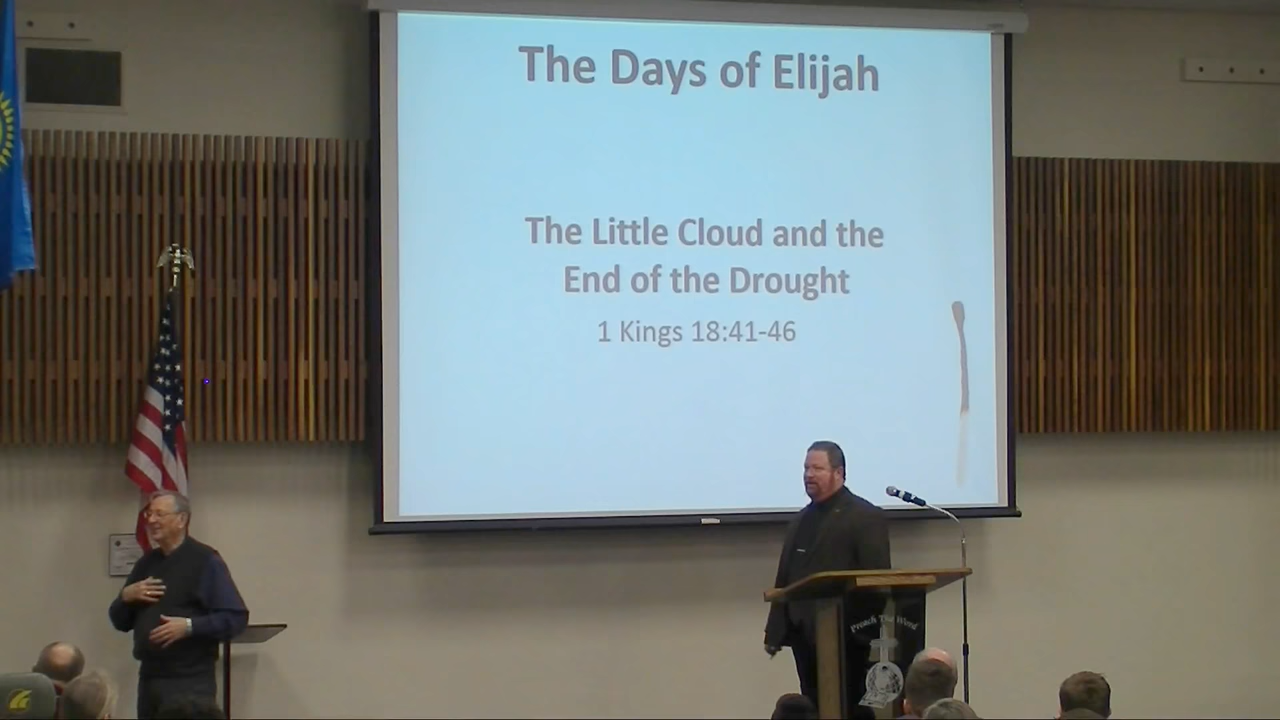 The Days of Elijah
The Little Cloud and the
End of the Drought
1 Kings 18:41-46
Preach The Word